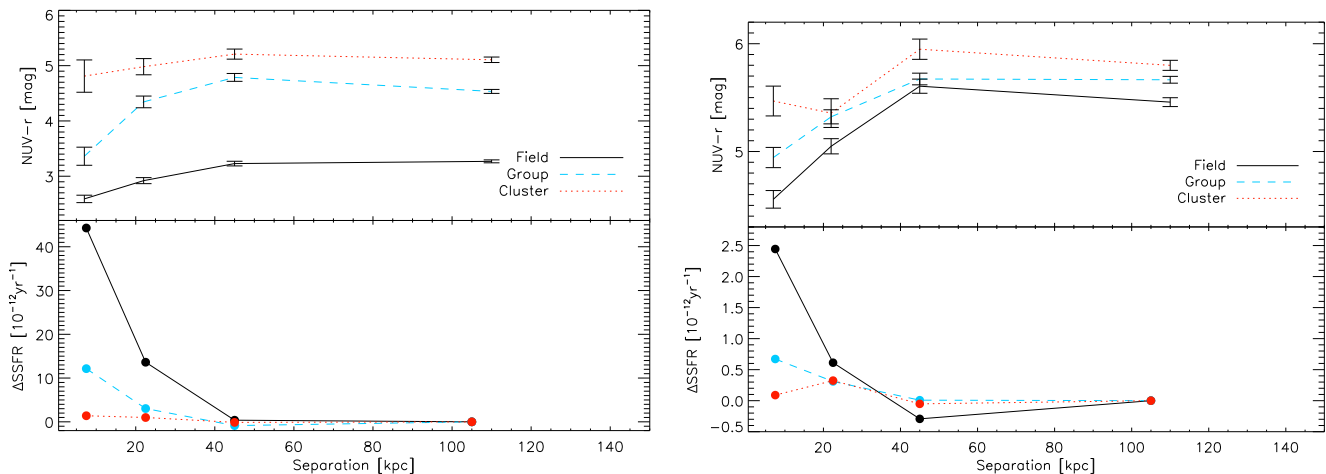 6
5
4
3
NUV-r [mag]
Field
Group
Cluster
40
30
20
10
0
ΔSSFR [10⁻¹²yr⁻¹]
20
40
60
80
100
120
140
Separation [kpc]
6
5
NUV-r [mag]
Field
Group
Cluster
2.5
2.0
1.5
1.0
0.5
0.0
-0.5
ΔSSFR [10⁻¹²yr⁻¹]
20
40
60
80
100
120
140
Separation [kpc]